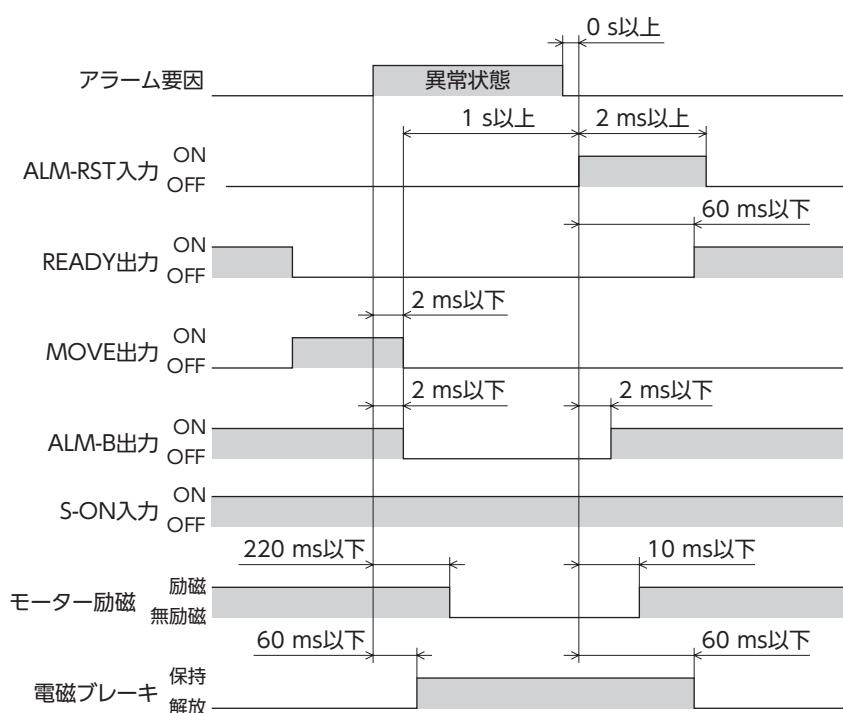 0 s以上
アラーム要因
異常状態
1 s以上
2 ms以上
ALM-RST入力
ON
OFF
60 ms以下
READY出力
ON
OFF
2 ms以下
MOVE出力
ON
OFF
2 ms以下
2 ms以下
ALM-B出力
ON
OFF
S-ON入力
ON
OFF
220 ms以下
10 ms以下
モーター励磁
励磁
無励磁
60 ms以下
60 ms以下
電磁ブレーキ
保持
解放